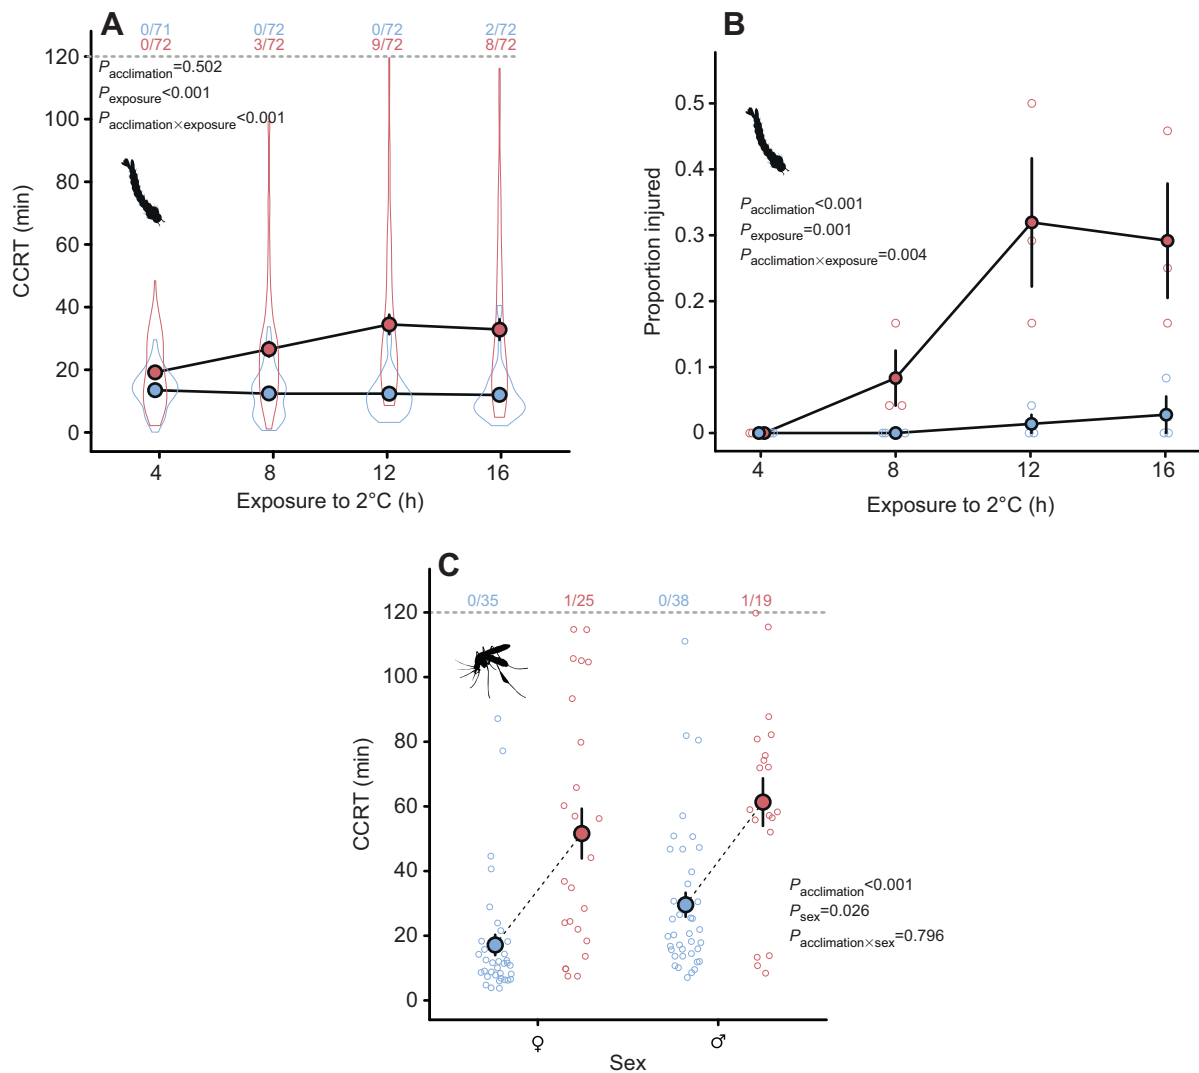 A
0/71 0/72 0/72 2/72
0/72 3/72 9/72 8/72
120
100
80
60
40
20
0
CCRT (min)
Pacclimation=0.502
Pexposure<0.001
Pacclimation×exposure<0.001
4 8 12 16
Exposure to 2°C (h)
B
0.5
0.4
0.3
0.2
0.1
0
Proportion injured
Pacclimation<0.001
Pexposure=0.001
Pacclimation×exposure=0.004
4 8 12 16
Exposure to 2°C (h)
C
0/35 1/25 0/38 1/19
120
100
80
60
40
20
0
CCRT (min)
Pacclimation<0.001
Psex=0.026
Pacclimation×sex=0.796
♀ ♂
Sex